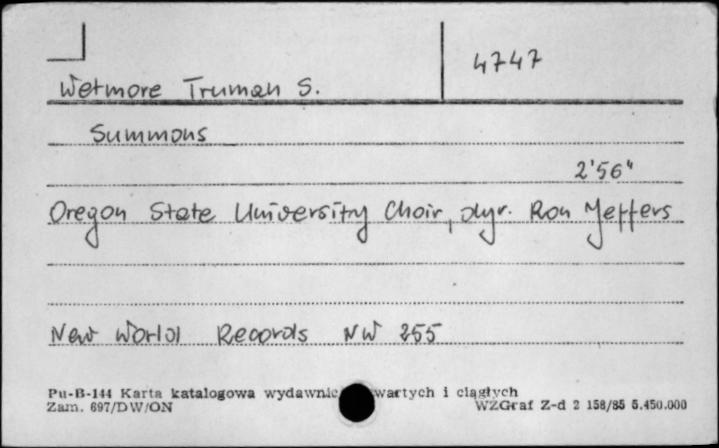 4747
Wetmore Truman S.
Summons
2'56"
Oregon State University Choir, dyr. Ron Jeffers
New World Records NW 255
Pu-B-144 Karta katalogowa wydawnic wartych i ciągłych
Zam. 697/DW/ON WZGraf Z-d 2 158/85 5.450.000